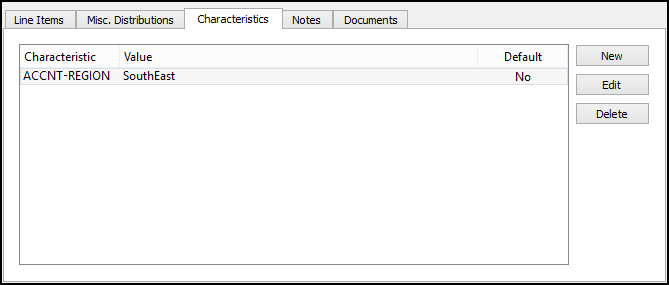 Line Items Misc. Distributions Characteristics Notes Documents
Characteristic Value Default
ACCNT-REGION SouthEast No
New
Edit
Delete